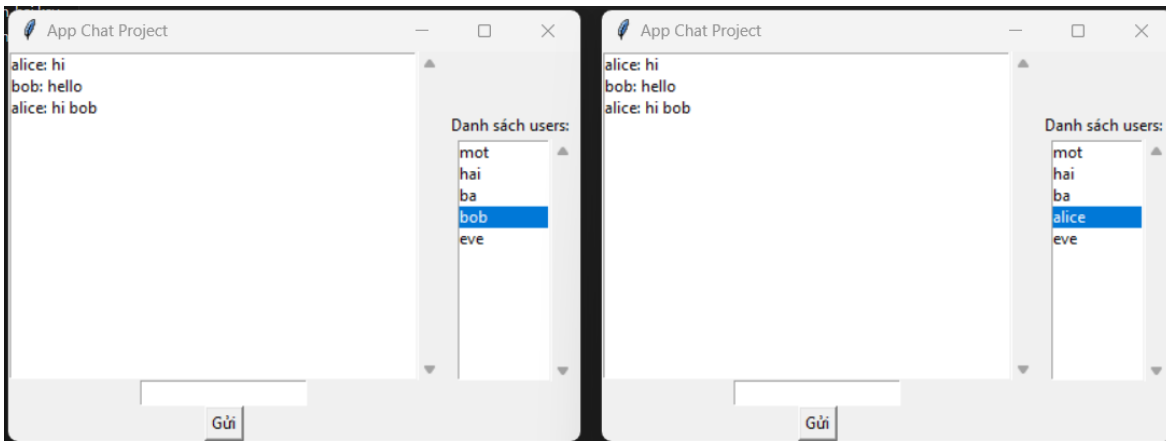 App Chat Project
alice: hi
bob: hello
alice: hi bob
Danh sách users:
mot
hai
ba
bob
eve
Gửi
App Chat Project
alice: hi
bob: hello
alice: hi bob
Danh sách users:
mot
hai
ba
alice
eve
Gửi